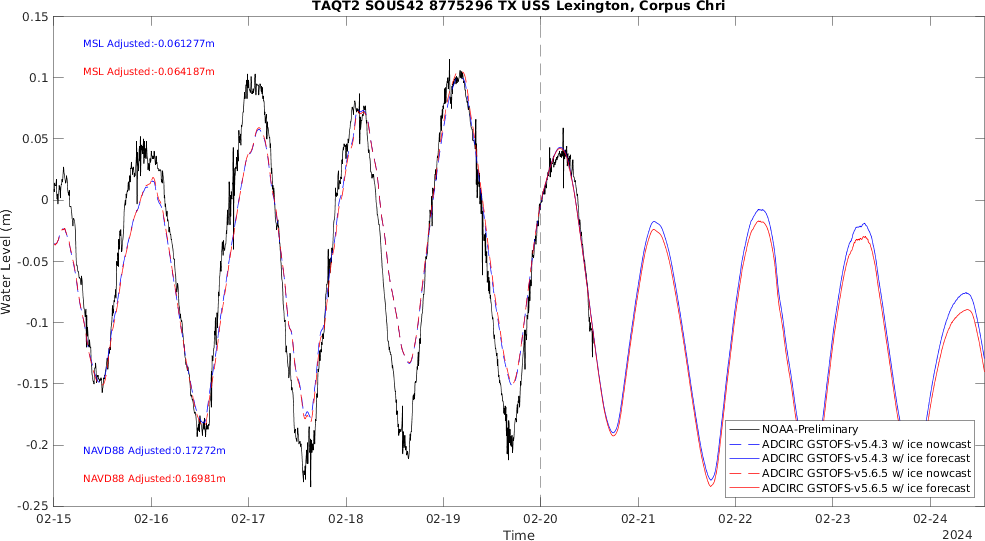 TAQT2 SOUS42 8775296 TX USS Lexington, Corpus Chri
0.15
0.1
0.05
0
-0.05
-0.1
-0.15
-0.2
-0.25
Water Level (m)
MSL Adjusted:-0.061277m
MSL Adjusted:-0.064187m
NAVD88 Adjusted:0.17272m
NAVD88 Adjusted:0.16981m
NOAA-Preliminary
ADCIRC GSTOFS-v5.4.3 w/ ice nowcast
ADCIRC GSTOFS-v5.4.3 w/ ice forecast
ADCIRC GSTOFS-v5.6.5 w/ ice nowcast
ADCIRC GSTOFS-v5.6.5 w/ ice forecast
02-15 02-16 02-17 02-18 02-19 02-20 02-21 02-22 02-23 02-24
Time
2024